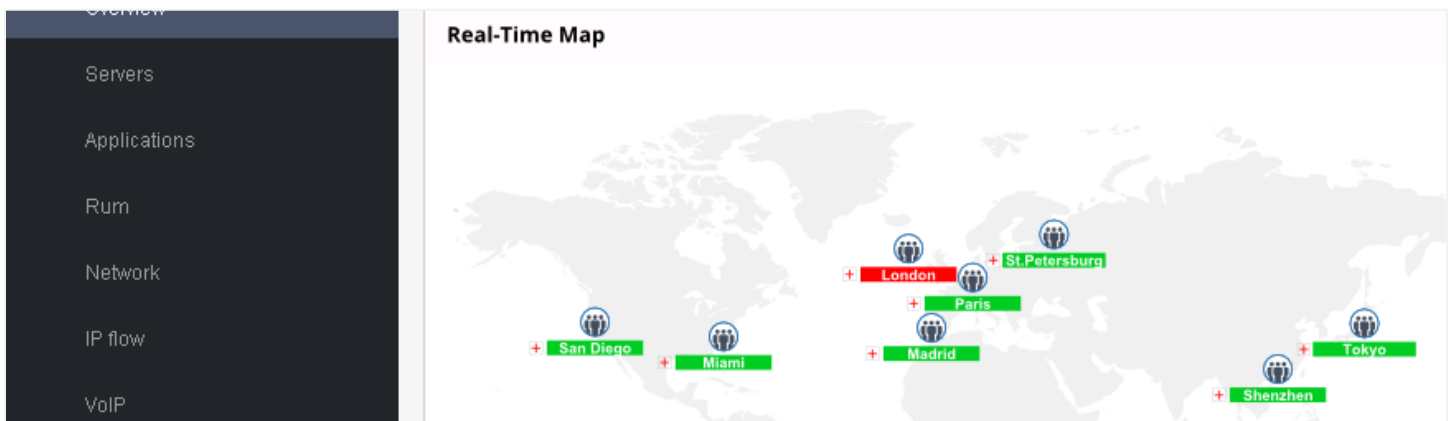 Overview
Real-Time Map
Servers
Applications
Rum
Network
IP flow
VoIP
St.Petersburg
London
Paris
San Diego
Miami
Madrid
Tokyo
Shenzhen